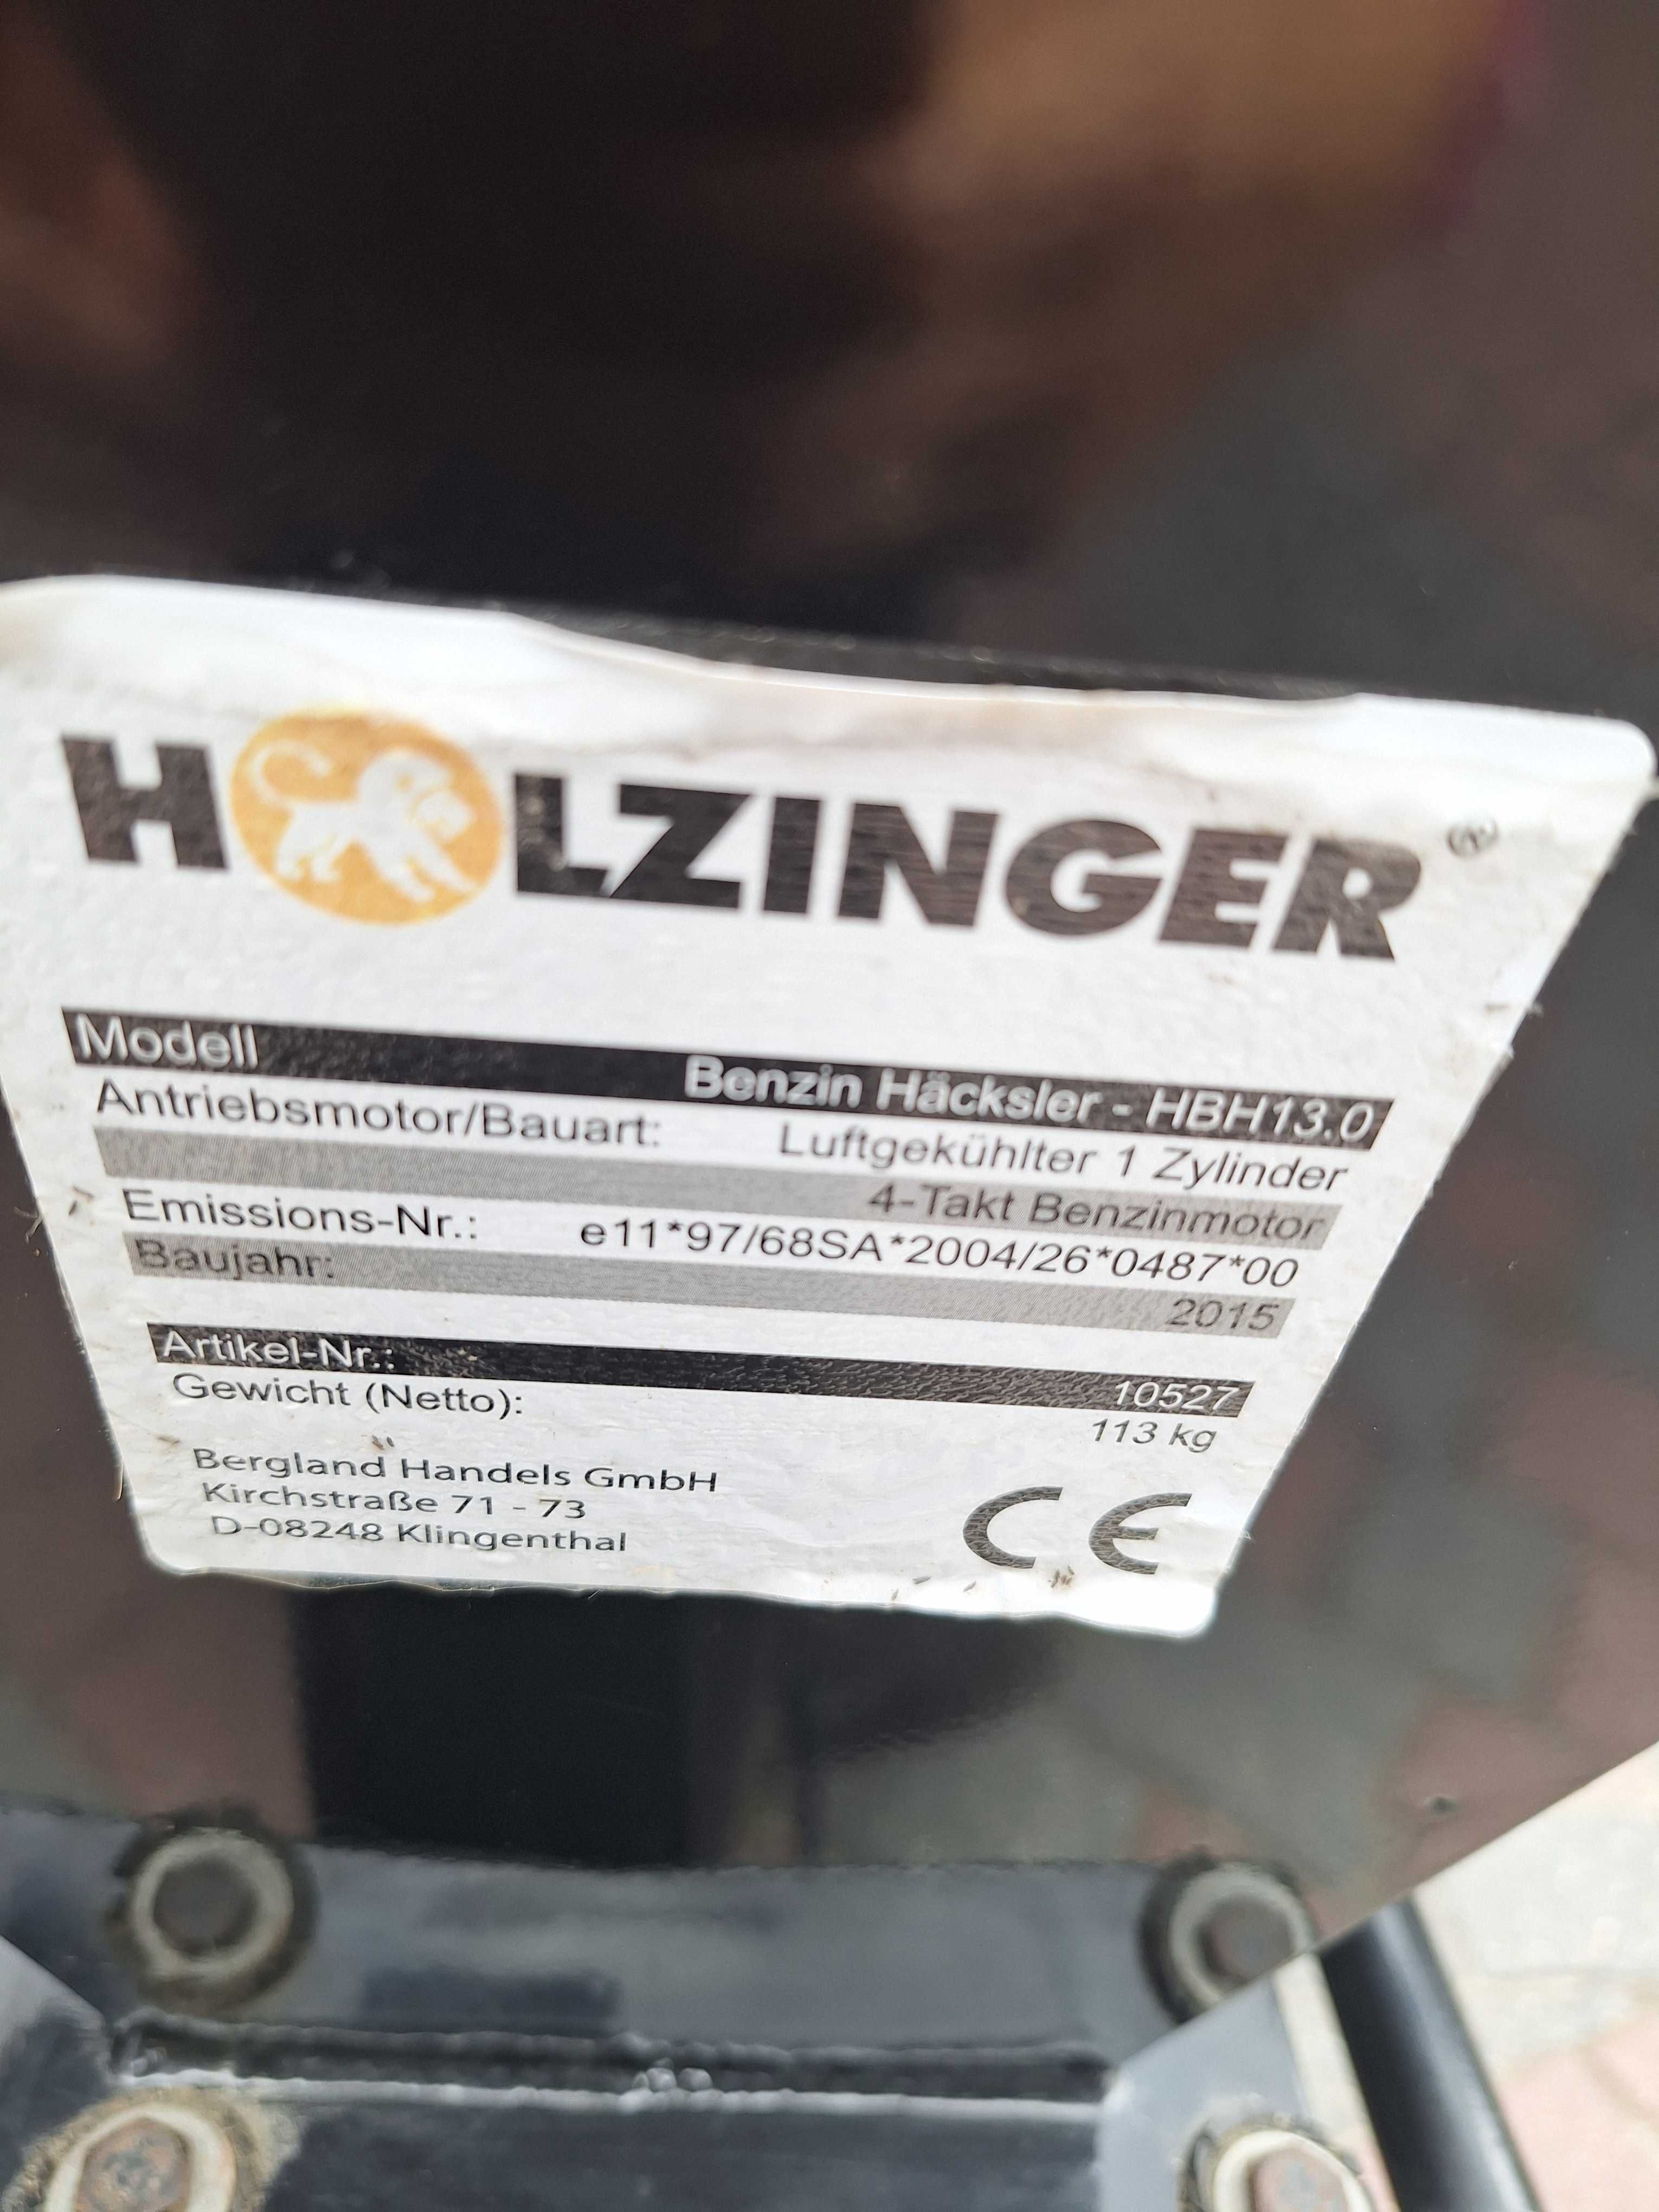 HOLZINGER ®
Modell Benzin Häcksler - HBH13.0
Antriebsmotor/Bauart: Luftgekühlter 1 Zylinder
4-Takt Benzinmotor
Emissions-Nr.: e11*97/68SA*2004/26*0487*00
Baujahr: 2015
Artikel-Nr.: 10527
Gewicht (Netto): 113 kg
Bergland Handels GmbH
Kirchstraße 71 - 73
D-08248 Klingenthal
CE